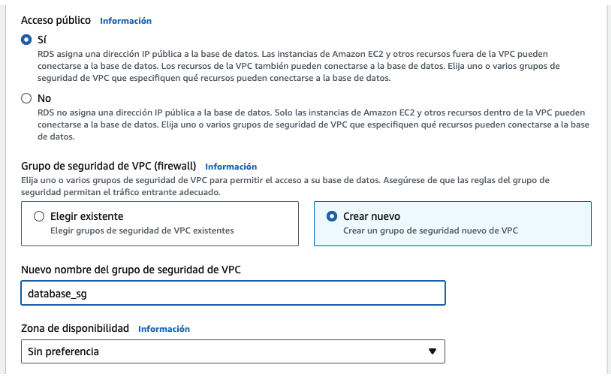 Acceso público Información
Sí
RDS asigna una dirección IP pública a la base de datos. Las instancias de Amazon EC2 y otros recursos fuera de la VPC pueden
conectarse a la base de datos. Los recursos de la VPC también pueden conectarse a la base de datos. Elija uno o varios grupos de
seguridad de VPC que especifiquen qué recursos pueden conectarse a la base de datos.
No
RDS no asigna una dirección IP pública a la base de datos. Solo las instancias de Amazon EC2 y otros recursos dentro de la VPC pueden
conectarse a la base de datos. Elija uno o varios grupos de seguridad de VPC que especifiquen qué recursos pueden conectarse a la base
de datos.
Grupo de seguridad de VPC (firewall) Información
Elija uno o varios grupos de seguridad de VPC para permitir el acceso a su base de datos. Asegúrese de que las reglas del grupo de
seguridad permitan el tráfico entrante adecuado.
Elegir existente
Elegir grupos de seguridad de VPC existentes
Crear nuevo
Crear un grupo de seguridad nuevo de VPC
Nuevo nombre del grupo de seguridad de VPC
database_sg
Zona de disponibilidad Información
Sin preferencia